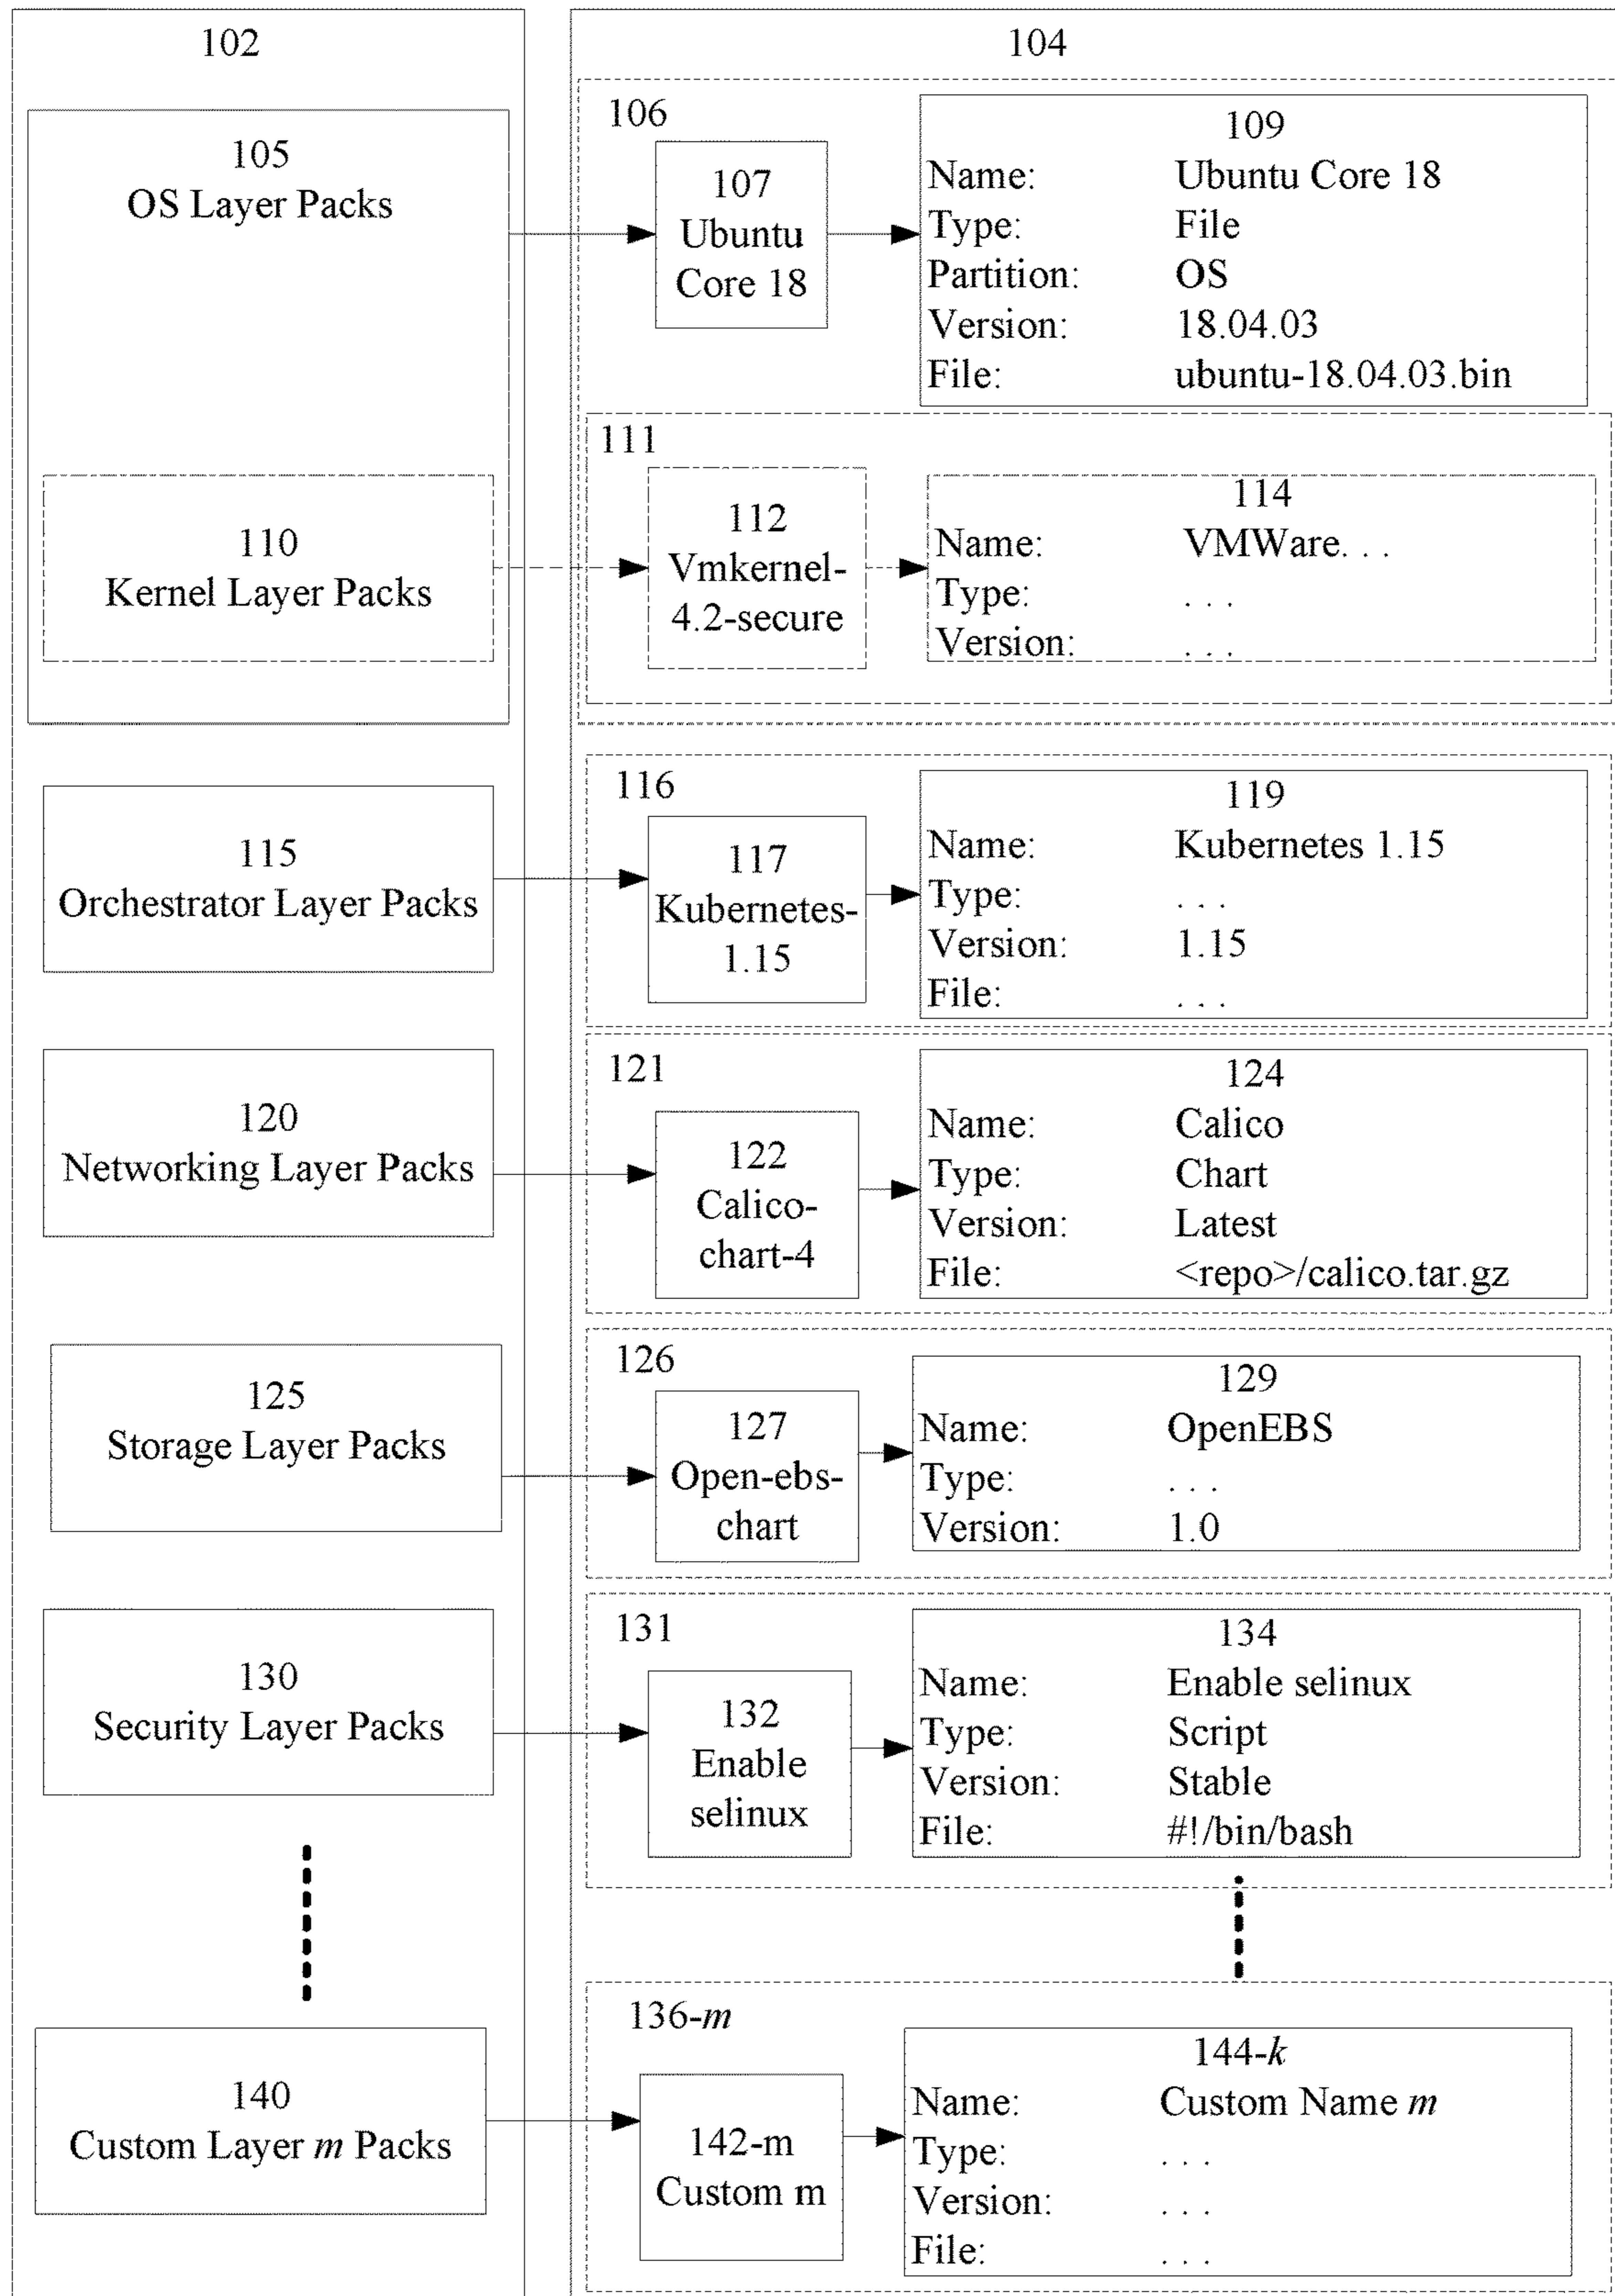 102
104
105
OS Layer Packs
106
107
Ubuntu
Core 18
109
Name: Ubuntu Core 18
Type: File
Partition: OS
Version: 18.04.03
File: ubuntu-18.04.03.bin
110
Kernel Layer Packs
111
112
Vmkernel-
4.2-secure
114
Name: VMWare. . .
Type: . . .
Version: . . .
115
Orchestrator Layer Packs
116
117
Kubernetes-
1.15
119
Name: Kubernetes 1.15
Type: . . .
Version: 1.15
File: . . .
120
Networking Layer Packs
121
122
Calico-
chart-4
124
Name: Calico
Type: Chart
Version: Latest
File: <repo>/calico.tar.gz
125
Storage Layer Packs
126
127
Open-ebs-
chart
129
Name: OpenEBS
Type: . . .
Version: 1.0
130
Security Layer Packs
131
132
Enable
selinux
134
Name: Enable selinux
Type: Script
Version: Stable
File: #!/bin/bash
140
Custom Layer m Packs
136-m
142-m
Custom m
144-k
Name: Custom Name m
Type: . . .
Version: . . .
File: . . .